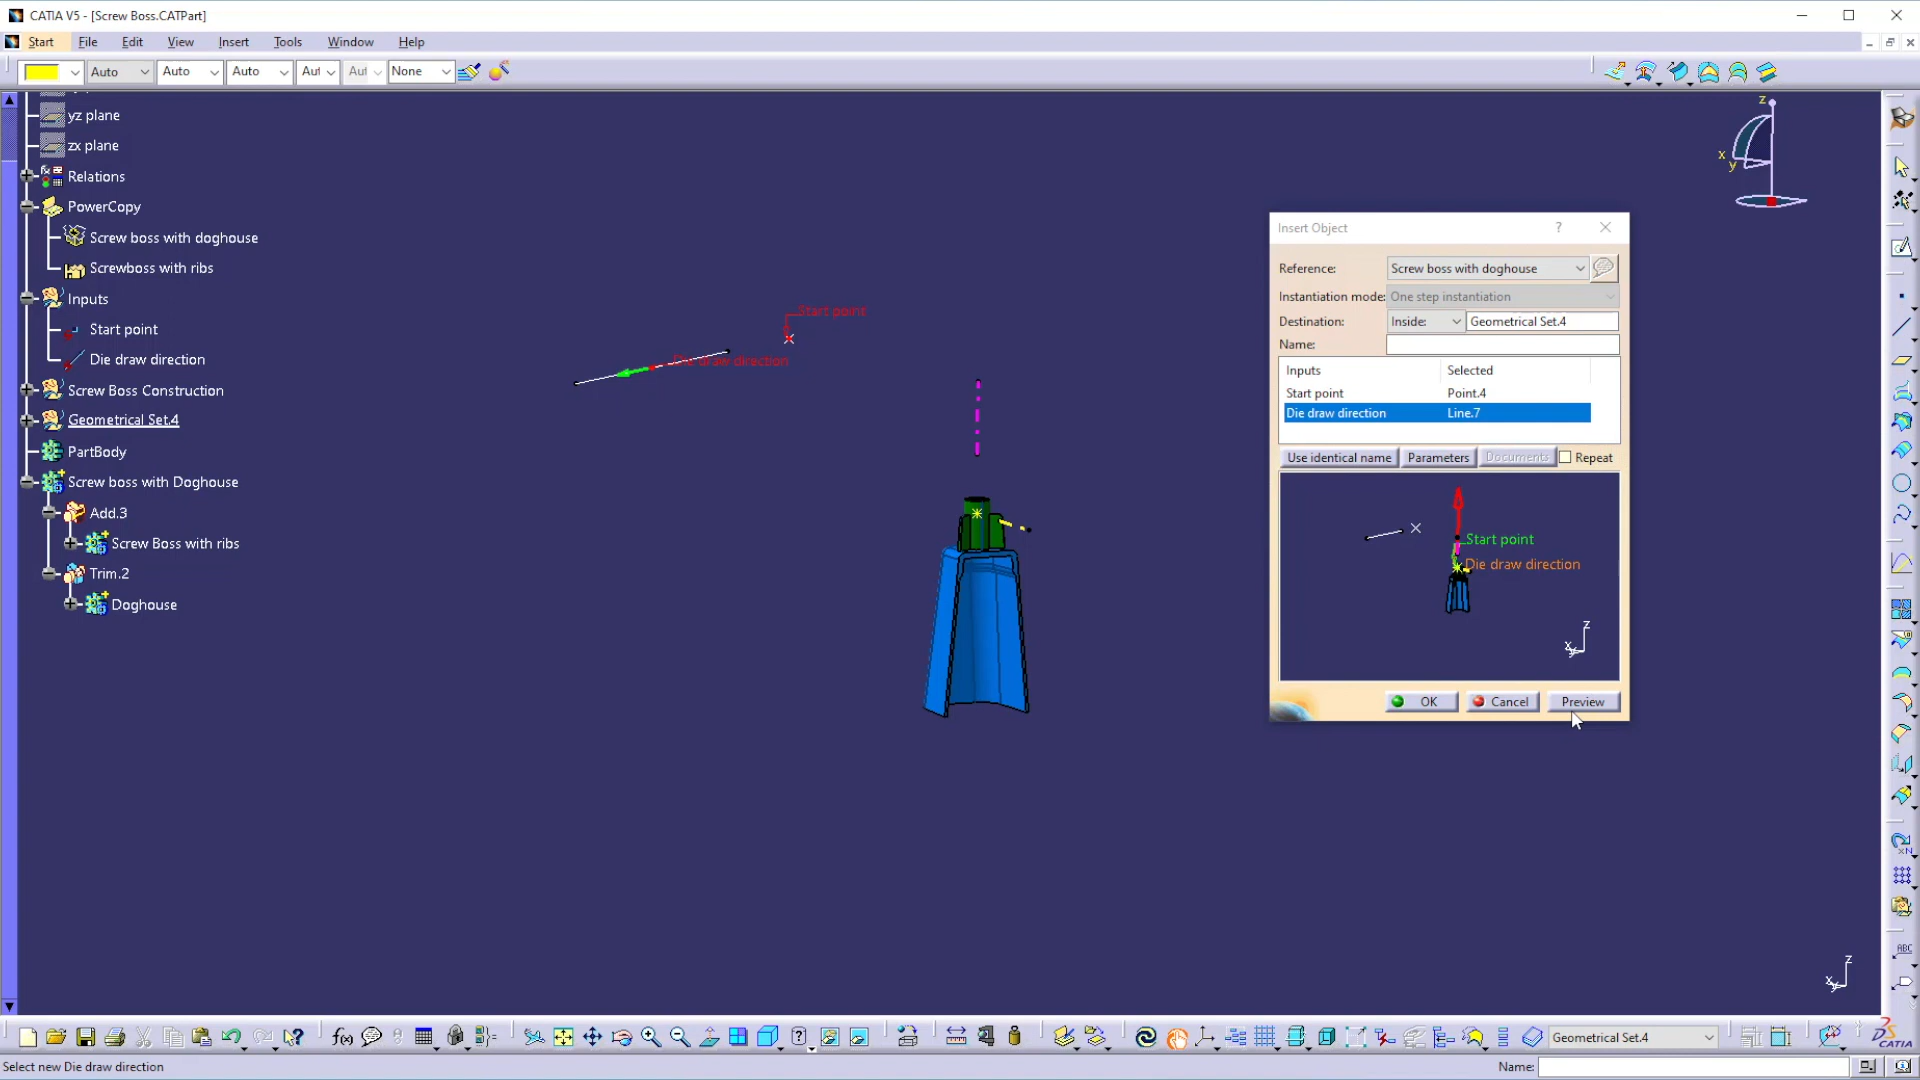 CATIA V5 - [Screw Boss.CATPart]
Start File Edit View Insert Tools Window Help
Auto Auto Auto Aut Aut None
yz plane
zx plane
Relations
PowerCopy
Screw boss with doghouse
Screwboss with ribs
Inputs
Start point
Die draw direction
Screw Boss Construction
Geometrical Set.4
PartBody
Screw boss with Doghouse
Add.3
Screw Boss with ribs
Trim.2
Doghouse
Start point
Die draw direction
z
x
y
Insert Object ?
Reference: Screw boss with doghouse
Instantiation mode: One step instantiation
Destination: Inside: Geometrical Set.4
Name:
Inputs Selected
Start point Point.4
Die draw direction Line.7
Use identical name Parameters Documents Repeat
Start point
Die draw direction
z
x y
OK Cancel Preview
z
x y
ABC
f(x)
Geometrical Set.4
CATIA
Select new Die draw direction
Name: